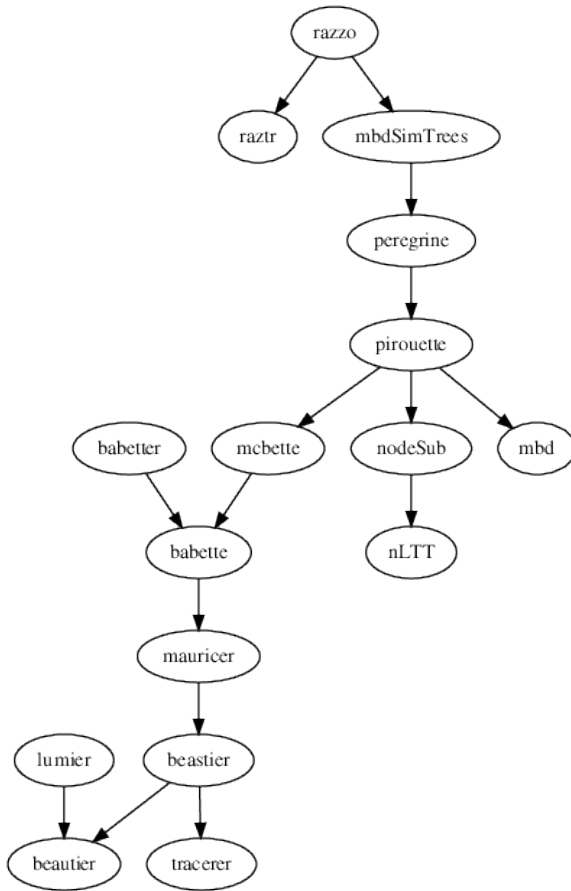 razzo
raztr
mbdSimTrees
peregrine
pirouette
babetter
mcbette
nodeSub
mbd
babette
nLTT
mauricer
lumier
beastier
beautier
tracerer